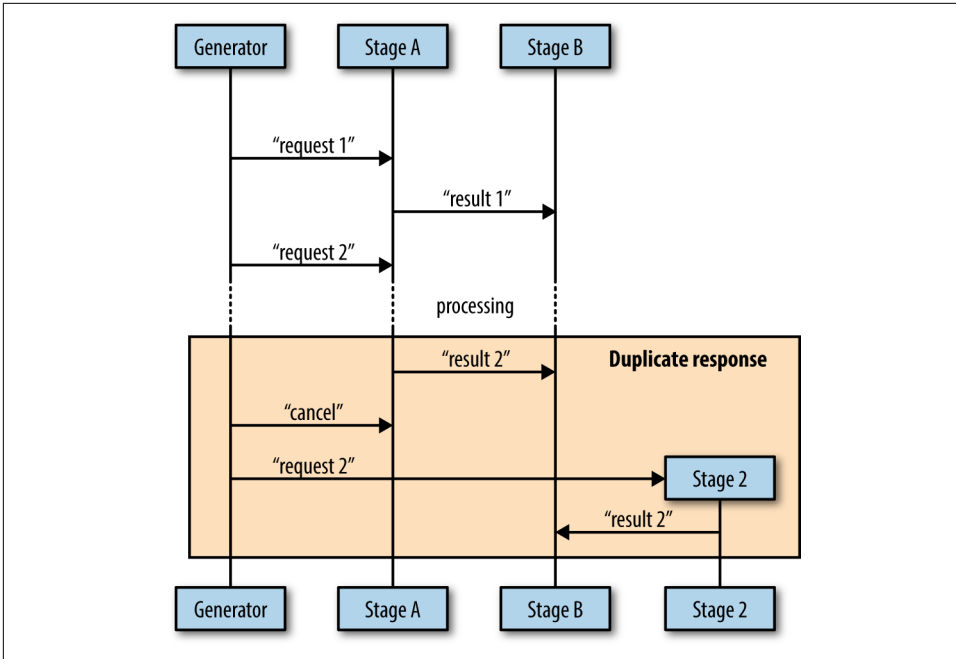 Generator
Stage A
Stage B
“request 1”
“result 1”
“request 2”
processing
“result 2”
Duplicate response
“cancel”
“request 2”
Stage 2
“result 2”
Generator
Stage A
Stage B
Stage 2